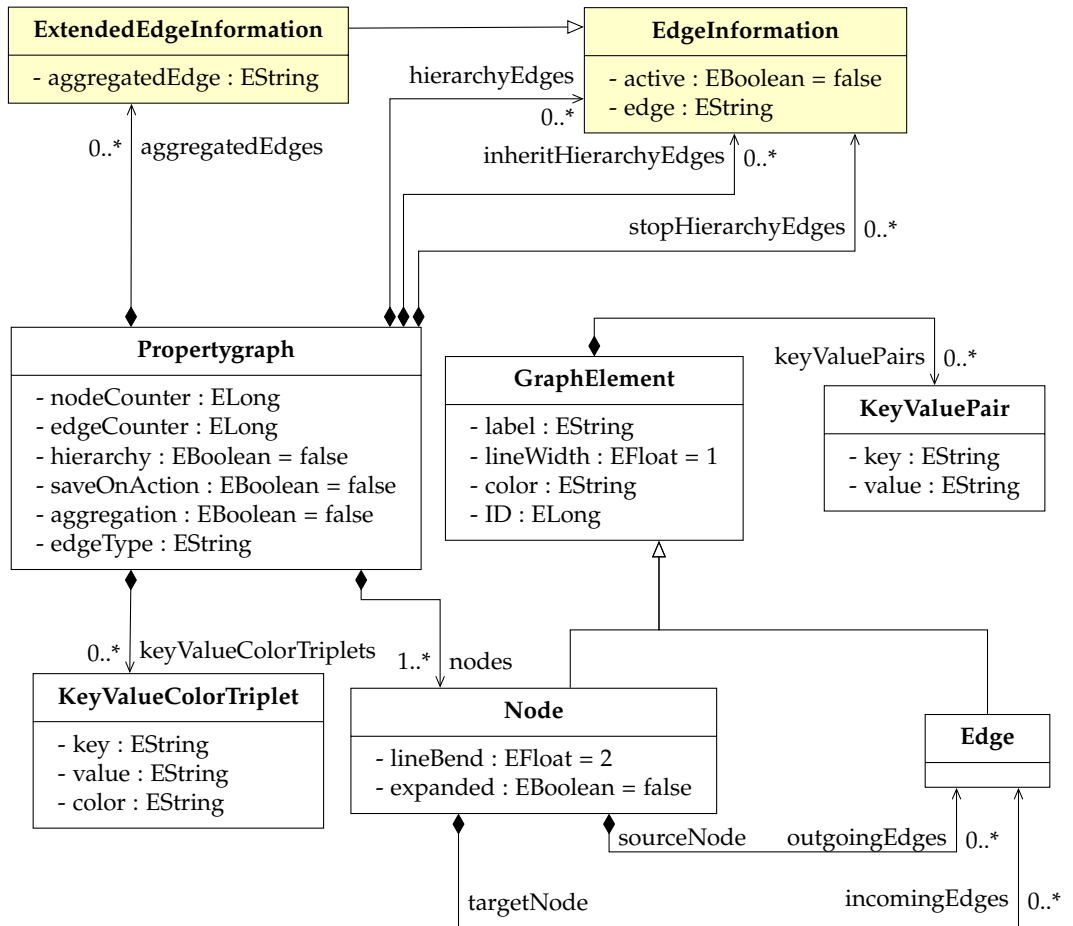 ExtendedEdgeInformation
- aggregatedEdge : EString
EdgeInformation
- active : EBoolean = false
- edge : EString
hierarchyEdges
0..*
0..* aggregatedEdges
inheritHierarchyEdges 0..*
stopHierarchyEdges 0..*
Propertygraph
- nodeCounter : ELong
- edgeCounter : ELong
- hierarchy : EBoolean = false
- saveOnAction : EBoolean = false
- aggregation : EBoolean = false
- edgeType : EString
GraphElement
- label : EString
- lineWidth : EFloat = 1
- color : EString
- ID : ELong
keyValuePairs 0..*
KeyValuePair
- key : EString
- value : EString
0..* keyValueColorTriplets
1..* nodes
KeyValueColorTriplet
- key : EString
- value : EString
- color : EString
Node
- lineBend : EFloat = 2
- expanded : EBoolean = false
Edge
sourceNode outgoingEdges 0..*
targetNode incomingEdges 0..*